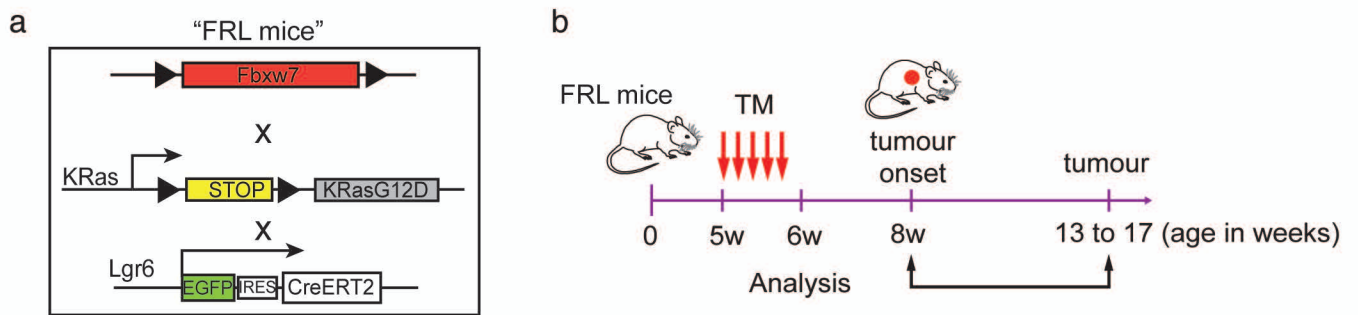 a
"FRL mice"
Fbxw7
X
KRas
STOP
KRasG12D
X
Lgr6
EGFP
IRES
CreERT2
b
FRL mice
TM
tumour
onset
tumour
0
5w
6w
8w
13 to 17 (age in weeks)
Analysis